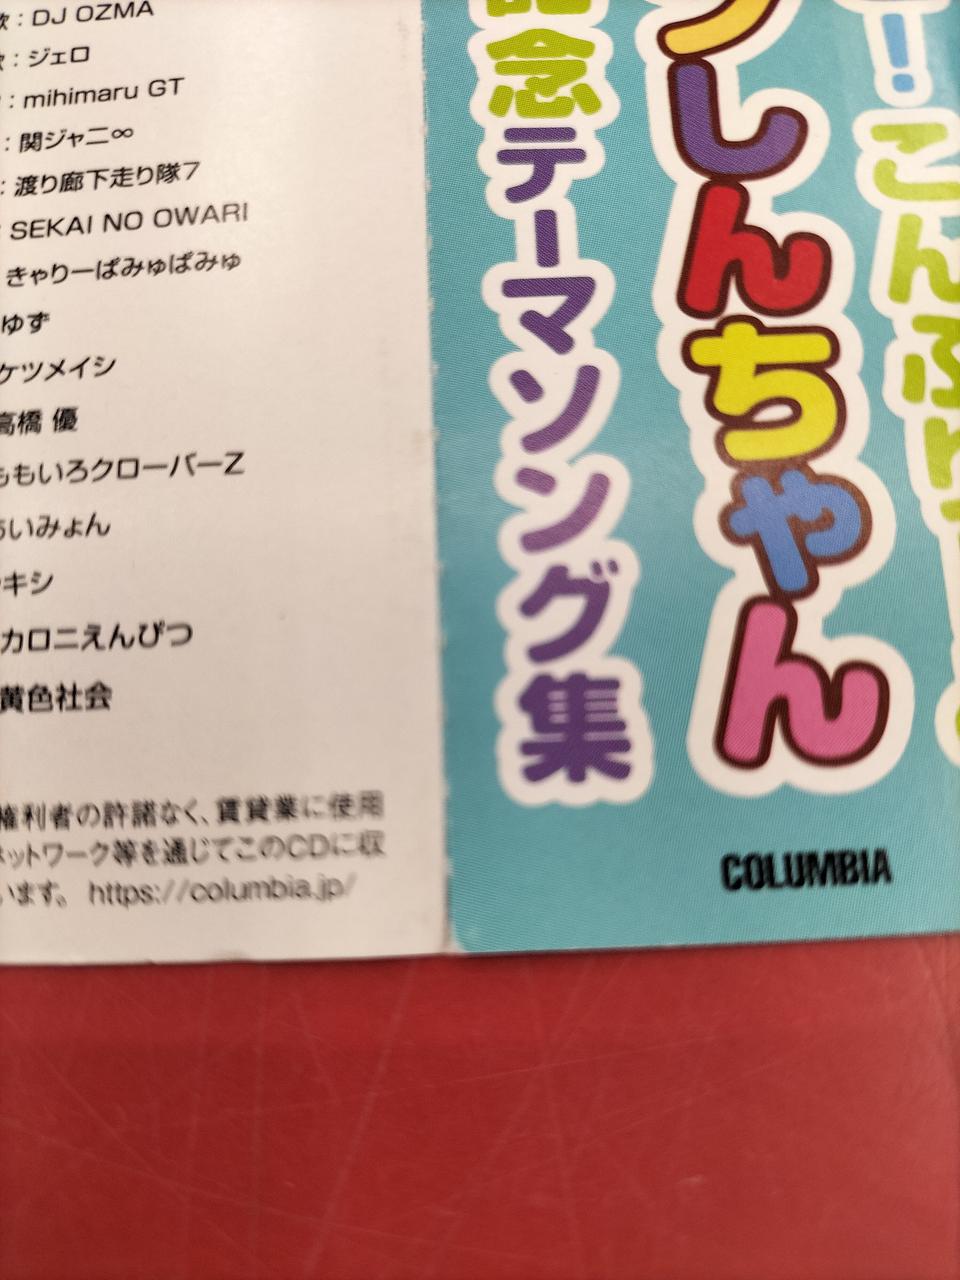 歌：DJ OZMA
：ジェロ
：mihimaru GT
：関ジャニ∞
：渡り廊下走り隊7
SEKAI NO OWARI
きゃりーぱみゅぱみゅ
ゆず
ケツメイシ
高橋 優
ももいろクローバーZ
あいみょん
キシ
カロニえんぴつ
黄色社会
権利者の許諾なく、賃貸業に使用
ネットワーク等を通じてこのCDに収
います。 https://columbia.jp/
念テーマソング集
しんちゃん
！こんぷり
COLUMBIA